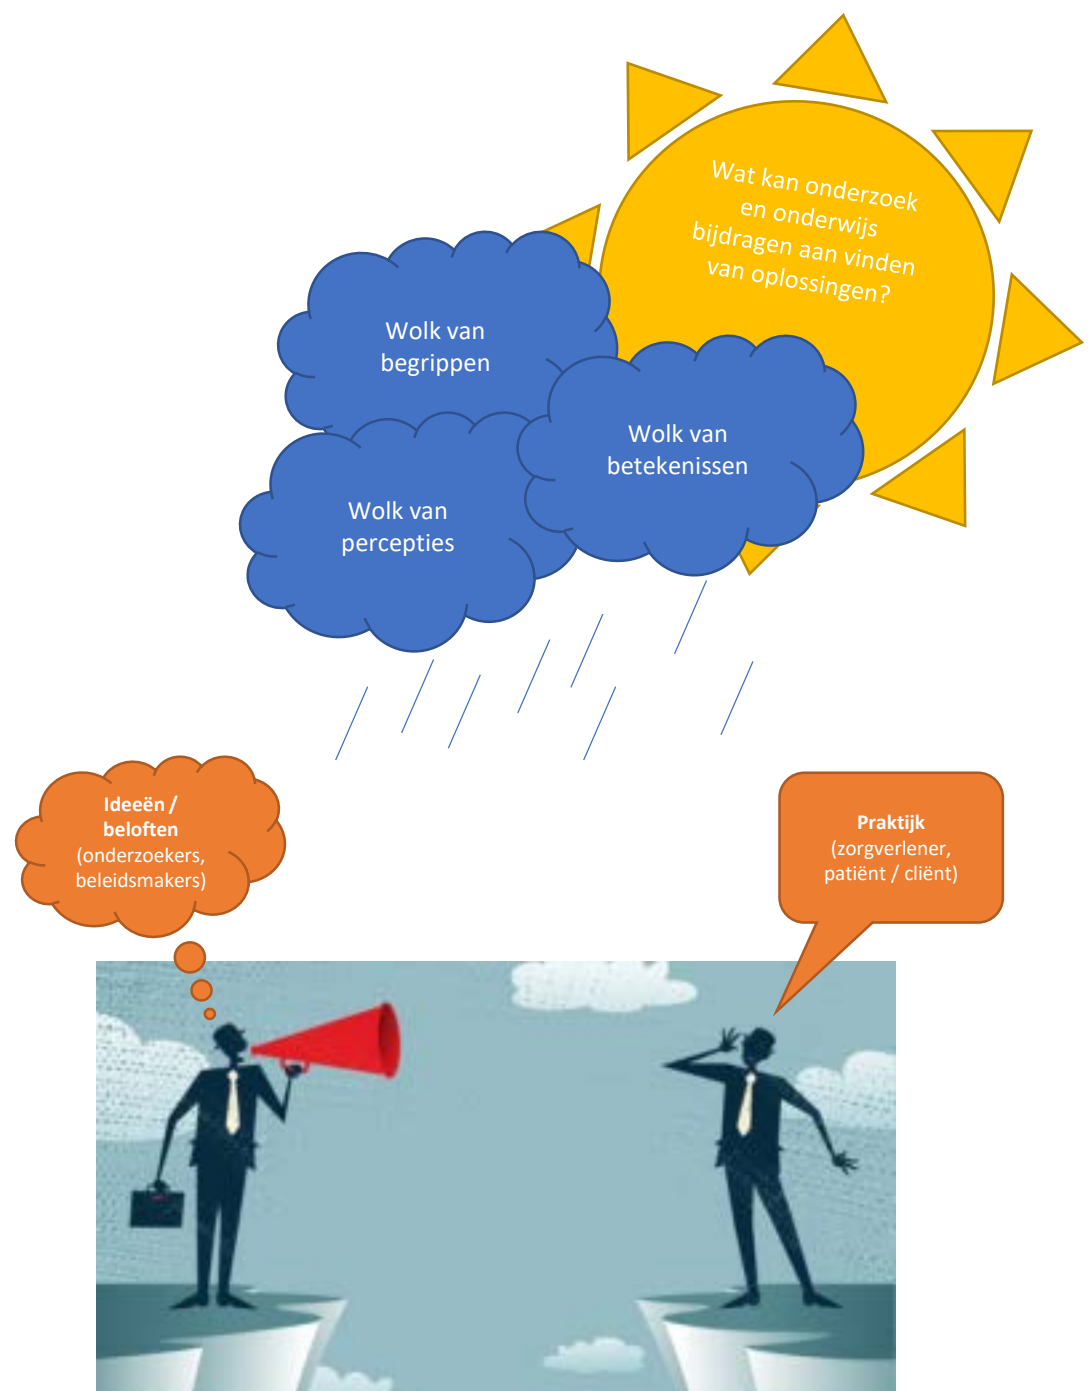 Wat kan onderzoek
en onderwijs
bijdragen aan vinden
van oplossingen?
Wolk van
begrippen
Wolk van
betekenissen
Wolk van
percepties
Ideeën /
beloften
(onderzoekers,
beleidsmakers)
Praktijk
(zorgverlener,
patiënt / cliënt)